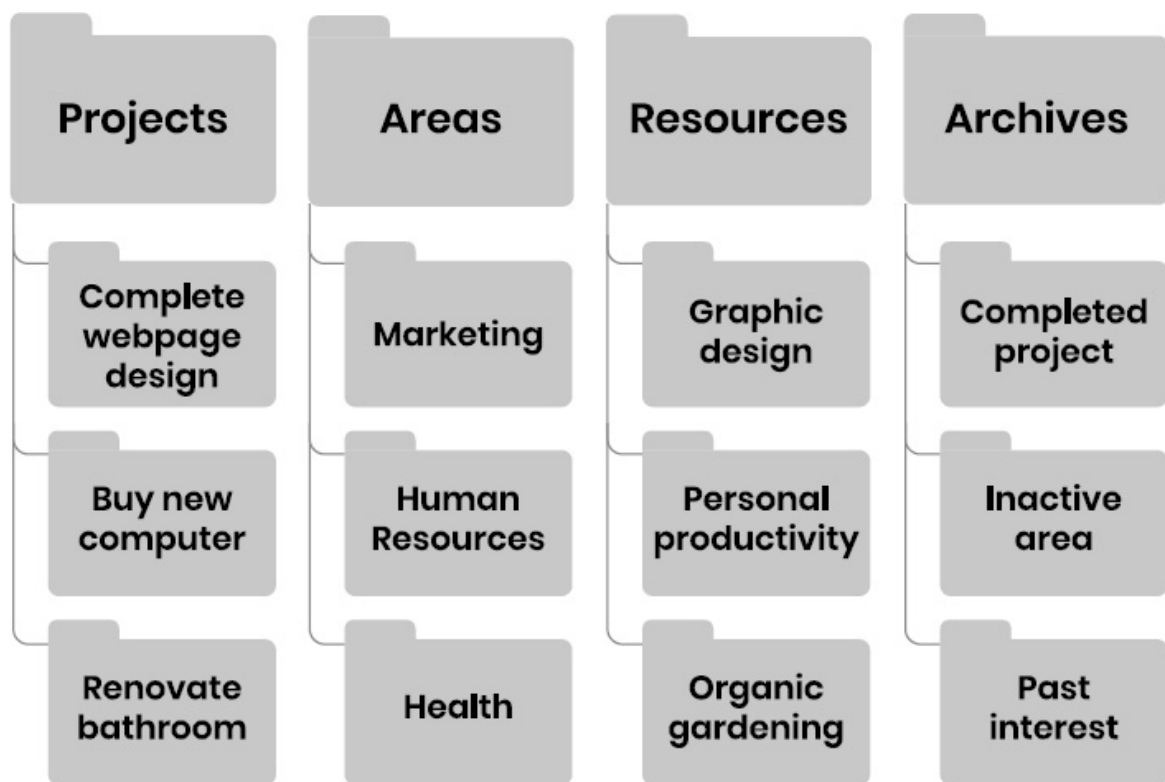 Projects
Complete
webpage
design
Buy new
computer
Renovate
bathroom
Areas
Marketing
Human
Resources
Health
Resources
Graphic
design
Personal
productivity
Organic
gardening
Archives
Completed
project
Inactive
area
Past
interest